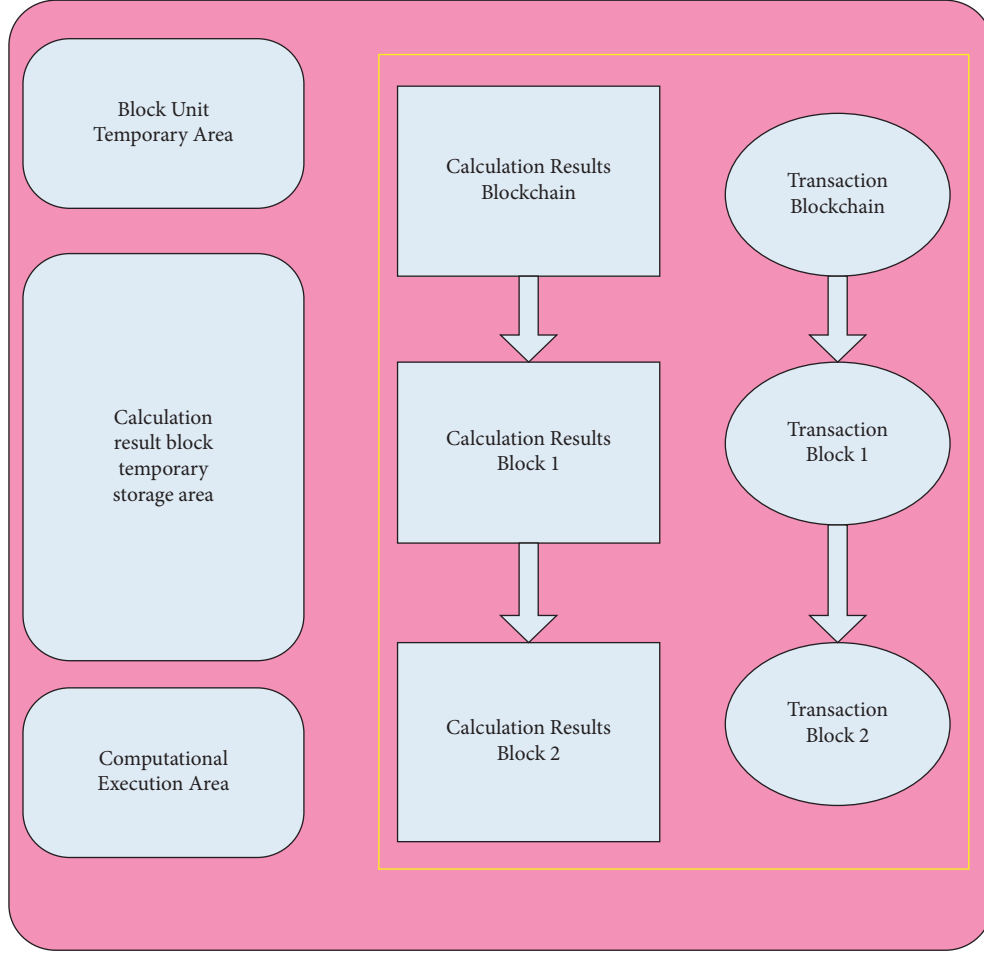 Block Unit
Temporary Area
Calculation
result block
temporary
storage area
Computational
Execution Area
Calculation Results
Blockchain
Calculation Results
Block 1
Calculation Results
Block 2
Transaction
Blockchain
Transaction
Block 1
Transaction
Block 2